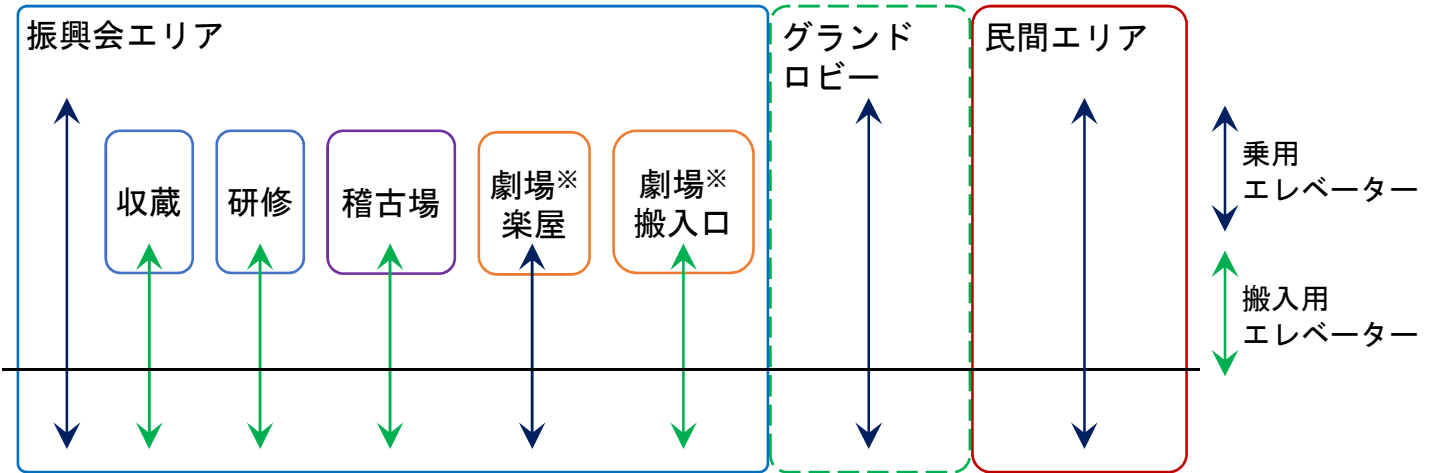 振興会エリア
グランド
ロビー
民間エリア
収蔵
研修
稽古場
劇場※
楽屋
劇場※
搬入口
乗用
エレベーター
搬入用
エレベーター